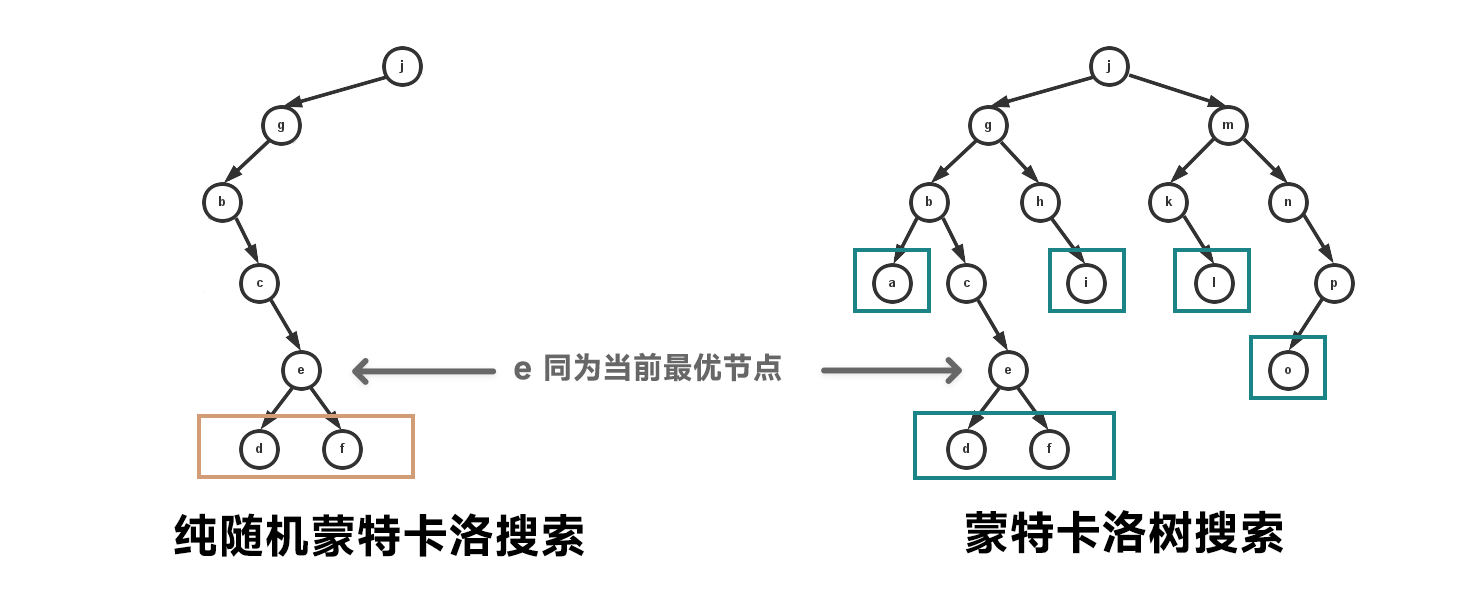 j
g
b
c
e
d f
j
g m
b h k n
a c i l p
e o
d f
e 同为当前最优节点
纯随机蒙特卡洛搜索
蒙特卡洛树搜索